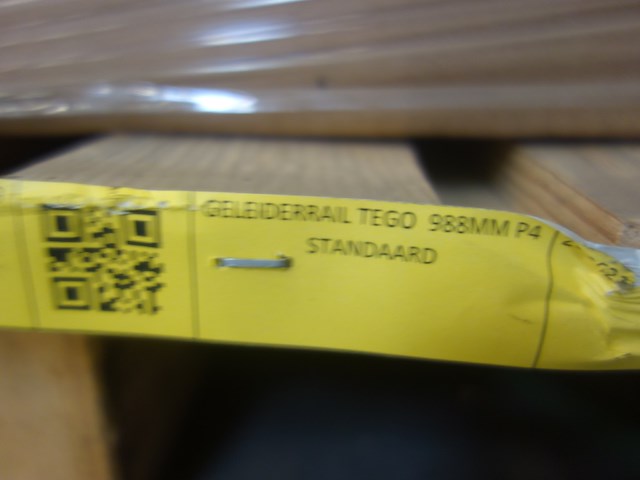 GELEIDERRAIL TEGO 988MM P4
STANDAARD